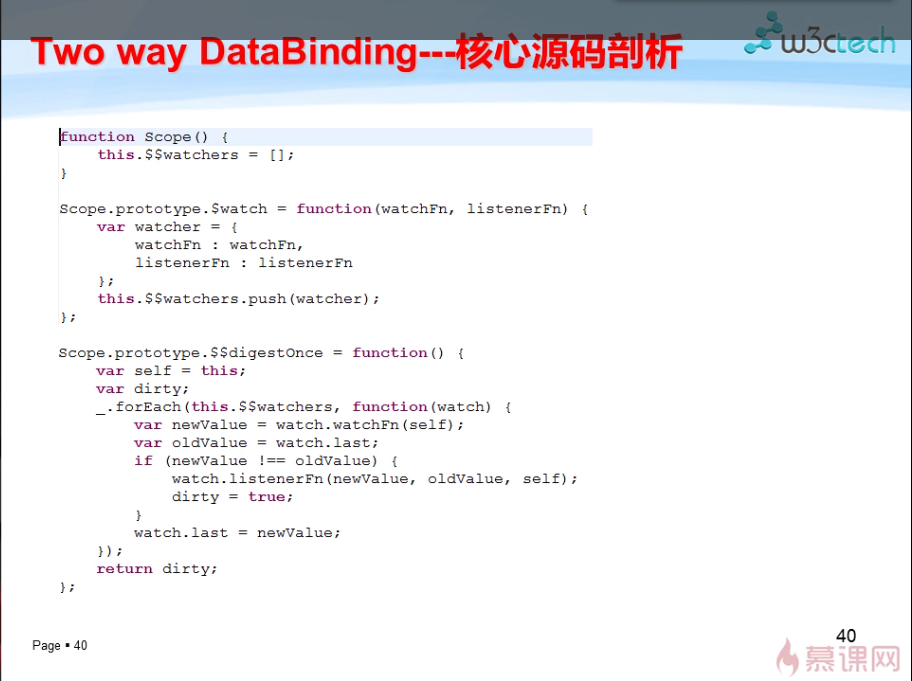 Two way DataBinding---核心源码剖析
w3ctech
function Scope() {
    this.$$watchers = [];
}
Scope.prototype.$watch = function(watchFn, listenerFn) {
    var watcher = {
        watchFn : watchFn,
        listenerFn : listenerFn
    };
    this.$$watchers.push(watcher);
};
Scope.prototype.$$digestOnce = function() {
    var self = this;
    var dirty;
    _.forEach(this.$$watchers, function(watch) {
        var newValue = watch.watchFn(self);
        var oldValue = watch.last;
        if (newValue !== oldValue) {
            watch.listenerFn(newValue, oldValue, self);
            dirty = true;
        }
        watch.last = newValue;
    });
    return dirty;
};
Page ▪ 40
40
慕课网